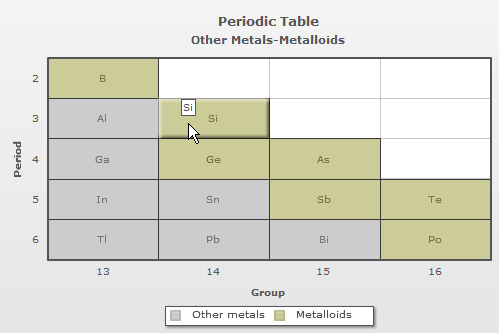 Periodic Table
Other Metals-Metalloids
Period
2 B
3 Al Si Si
4 Ga Ge As
5 In Sn Sb Te
6 Tl Pb Bi Po
13 14 15 16
Group
Other metals Metalloids